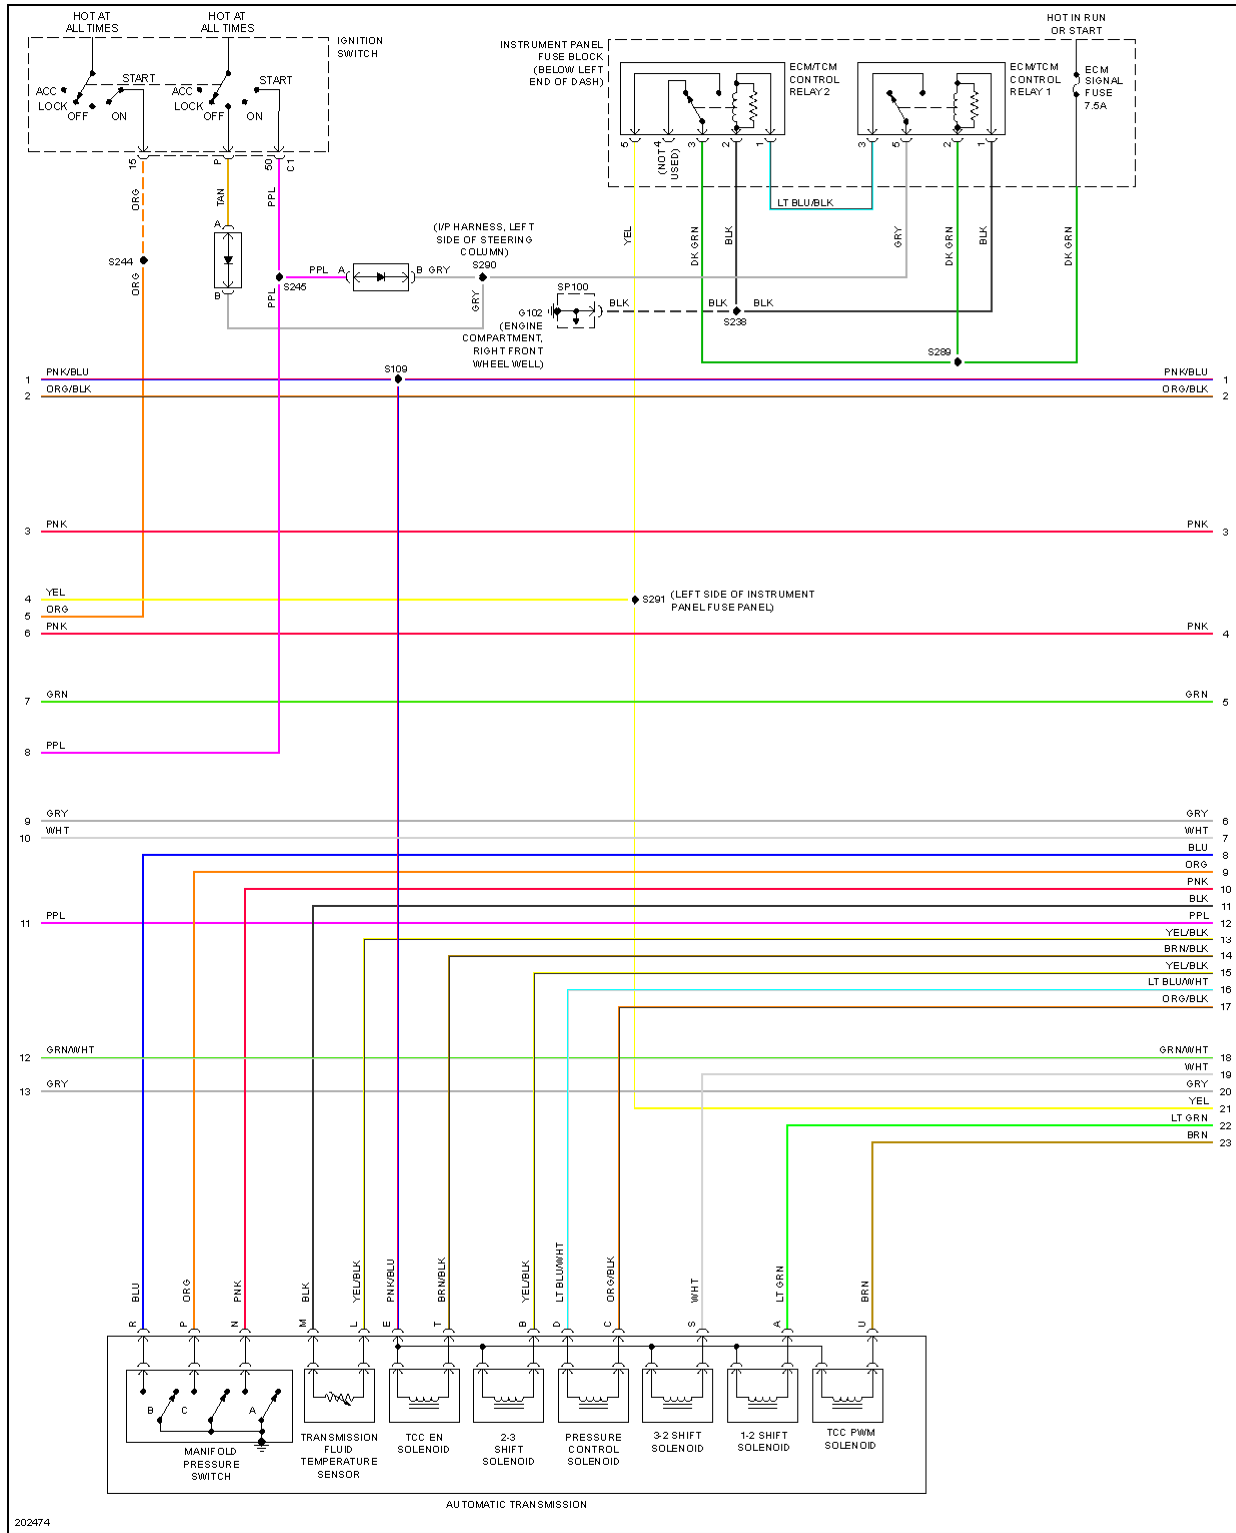 HOT AT
ALL TIMES
HOT AT
ALL TIMES
IGNITION
SWITCH
START
START
ACC
LOCK
OFF
ON
ACC
LOCK
OFF
ON
15
P
50
C1
ORG
TAN
PPL
A
B
S244
ORG
S245
PPL
PPL
A
B
GRY
(I/P HARNESS, LEFT
SIDE OF STEERING
COLUMN)
S290
GRY
INSTRUMENT PANEL
FUSE BLOCK
(BELOW LEFT
END OF DASH)
HOT IN RUN
OR START
ECM/TCM
CONTROL
RELAY 2
ECM/TCM
CONTROL
RELAY 1
ECM
SIGNAL
FUSE
7.5A
5
4
(NOT
USED)
3
2
1
3
5
2
1
LT BLU/BLK
YEL
DK GRN
BLK
GRY
DK GRN
BLK
DK GRN
SP100
BLK
BLK
BLK
G102
(ENGINE
COMPARTMENT,
RIGHT FRONT
WHEEL WELL)
S238
S289
1
PNK/BLU
S109
PNK/BLU
1
2
ORG/BLK
ORG/BLK
2
3
PNK
PNK
3
4
YEL
S291
(LEFT SIDE OF INSTRUMENT
PANEL FUSE PANEL)
5
ORG
6
PNK
PNK
4
7
GRN
GRN
5
8
PPL
9
GRY
GRY
6
10
WHT
WHT
7
BLU
8
ORG
9
PNK
10
BLK
11
11
PPL
PPL
12
YEL/BLK
13
BRN/BLK
14
YEL/BLK
15
LT BLU/WHT
16
ORG/BLK
17
12
GRN/WHT
GRN/WHT
18
WHT
19
13
GRY
GRY
20
YEL
21
LT GRN
22
BRN
23
BLU
ORG
PNK
BLK
YEL/BLK
PNK/BLU
BRN/BLK
YEL/BLK
LT BLU/WHT
ORG/BLK
WHT
LT GRN
BRN
R
P
N
M
L
E
T
B
D
C
S
A
U
B
C
A
MANIFOLD
PRESSURE
SWITCH
TRANSMISSION
FLUID
TEMPERATURE
SENSOR
TCC EN
SOLENOID
2-3
SHIFT
SOLENOID
PRESSURE
CONTROL
SOLENOID
3-2 SHIFT
SOLENOID
1-2 SHIFT
SOLENOID
TCC PWM
SOLENOID
AUTOMATIC TRANSMISSION
202474